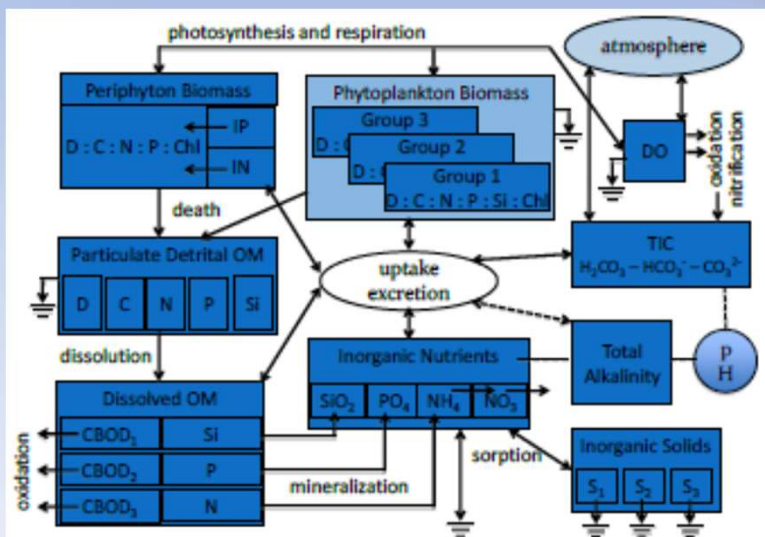 photosynthesis and respiration
atmosphere
Periphyton Biomass
IP
D : C : N : P : Chl
IN
Phytoplankton Biomass
Group 3
D : C
Group 2
D : C
Group 1
D : C : N : P : Si : Chl
DO
oxidation
nitrification
death
Particulate Detrital OM
D C N P Si
uptake
excretion
TIC
H₂CO₃ – HCO₃⁻ – CO₃²⁻
dissolution
Inorganic Nutrients
SiO₂ PO₄ NH₄ NO₃
Total
Alkalinity
P
H
Dissolved OM
CBOD₁ Si
CBOD₂ P
CBOD₃ N
oxidation
mineralization
sorption
Inorganic Solids
S₁ S₂ S₃